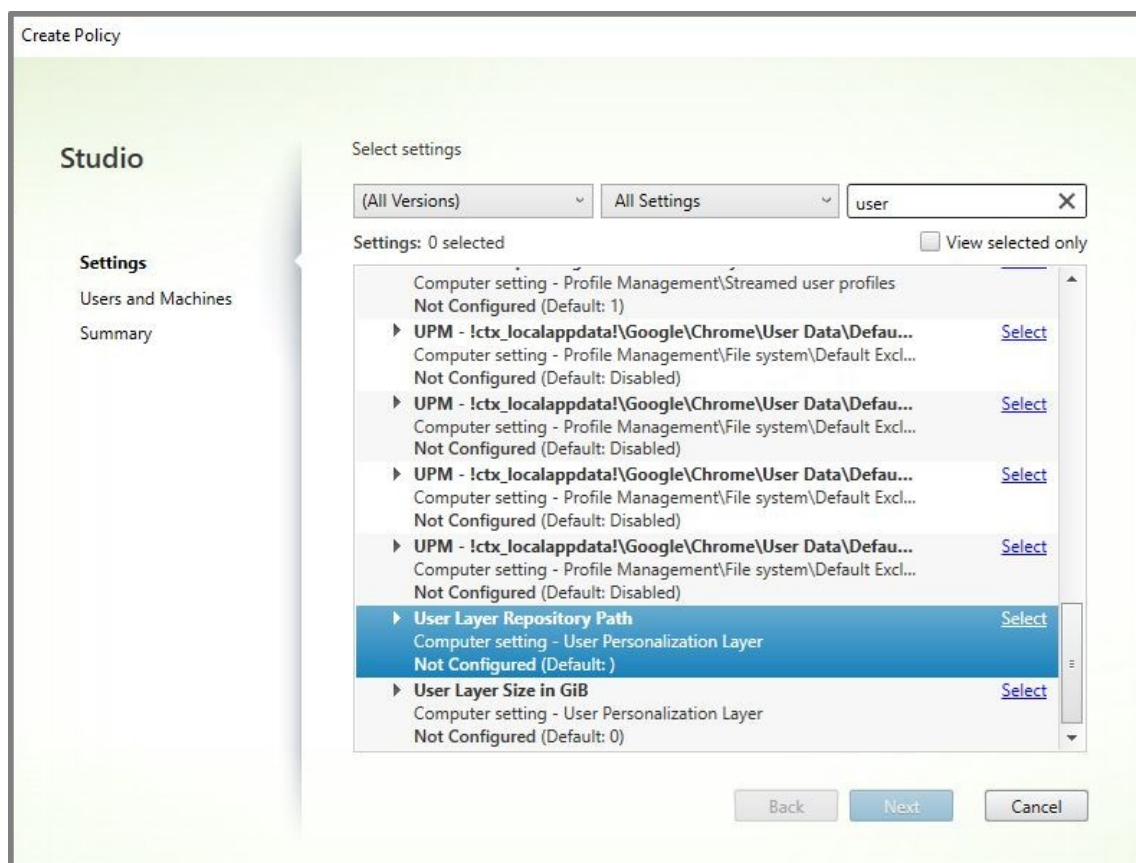 Create Policy
Studio
Settings
Users and Machines
Summary
Select settings
(All Versions)
All Settings
user
Settings: 0 selected
View selected only
Computer setting - Profile Management\Streamed user profiles
Not Configured (Default: 1)
UPM - !ctx_localappdata!\Google\Chrome\User Data\Defau...
Select
Computer setting - Profile Management\File system\Default Excl...
Not Configured (Default: Disabled)
UPM - !ctx_localappdata!\Google\Chrome\User Data\Defau...
Select
Computer setting - Profile Management\File system\Default Excl...
Not Configured (Default: Disabled)
UPM - !ctx_localappdata!\Google\Chrome\User Data\Defau...
Select
Computer setting - Profile Management\File system\Default Excl...
Not Configured (Default: Disabled)
UPM - !ctx_localappdata!\Google\Chrome\User Data\Defau...
Select
Computer setting - Profile Management\File system\Default Excl...
Not Configured (Default: Disabled)
User Layer Repository Path
Select
Computer setting - User Personalization Layer
Not Configured (Default: )
User Layer Size in GiB
Select
Computer setting - User Personalization Layer
Not Configured (Default: 0)
Back
Next
Cancel